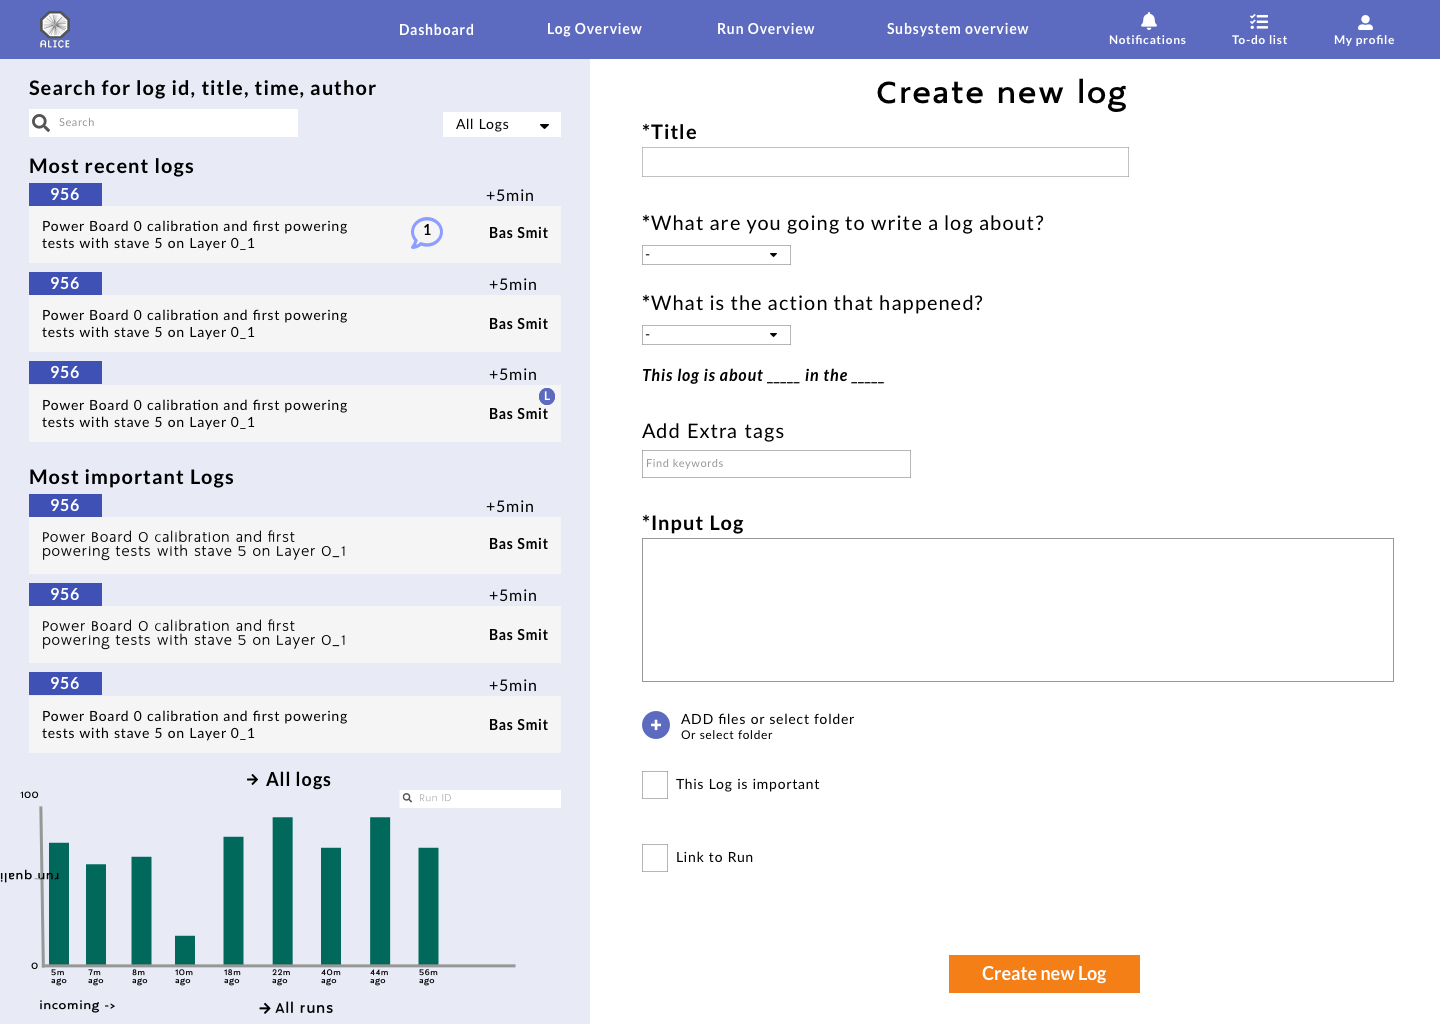 ALICE
Dashboard
Log Overview
Run Overview
Subsystem overview
Notifications
To-do list
My profile
Search for log id, title, time, author
Search
All Logs
Most recent logs
956
+5min
Power Board 0 calibration and first powering
tests with stave 5 on Layer 0_1
1
Bas Smit
956
+5min
Power Board 0 calibration and first powering
tests with stave 5 on Layer 0_1
Bas Smit
956
+5min
Power Board 0 calibration and first powering
tests with stave 5 on Layer 0_1
L
Bas Smit
Most important Logs
956
+5min
Power Board 0 calibration and first
powering tests with stave 5 on Layer 0_1
Bas Smit
956
+5min
Power Board 0 calibration and first
powering tests with stave 5 on Layer 0_1
Bas Smit
956
+5min
Power Board 0 calibration and first powering
tests with stave 5 on Layer 0_1
Bas Smit
→ All logs
Run ID
100
run quali
0
5m ago
7m ago
8m ago
10m ago
18m ago
22m ago
40m ago
44m ago
56m ago
incoming ->
→ All runs
Create new log
*Title
*What are you going to write a log about?
-
*What is the action that happened?
-
This log is about _____ in the _____
Add Extra tags
Find keywords
*Input Log
+
ADD files or select folder
Or select folder
This Log is important
Link to Run
Create new Log